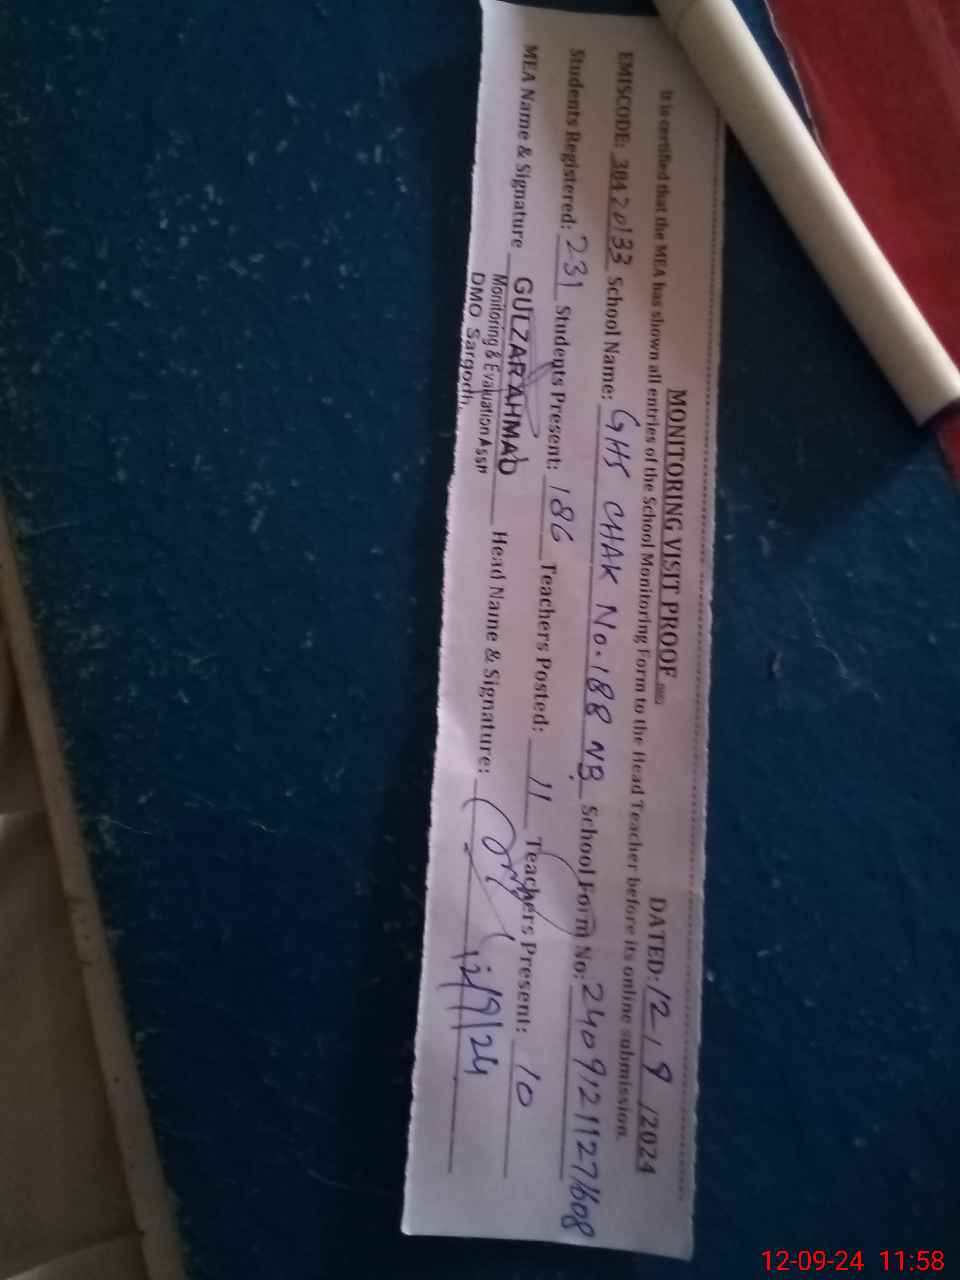 MONITORING VISIT PROOF
DATED: 12 / 9 /2024
It is certified that the MEA has shown all entries of the School Monitoring Form to the Head Teacher before its online submission.
EMISCODE: 38420133 School Name: GHS CHAK No. 188 NB School Form No: 2409121127608
Students Registered: 231 Students Present: 186 Teachers Posted: 11 Teachers Present: 10
MEA Name & Signature GULZAR AHMAD Head Name & Signature: 12/9/24
Monitoring & Evaluation Asst
DMO Sargodh
12-09-24 11:58